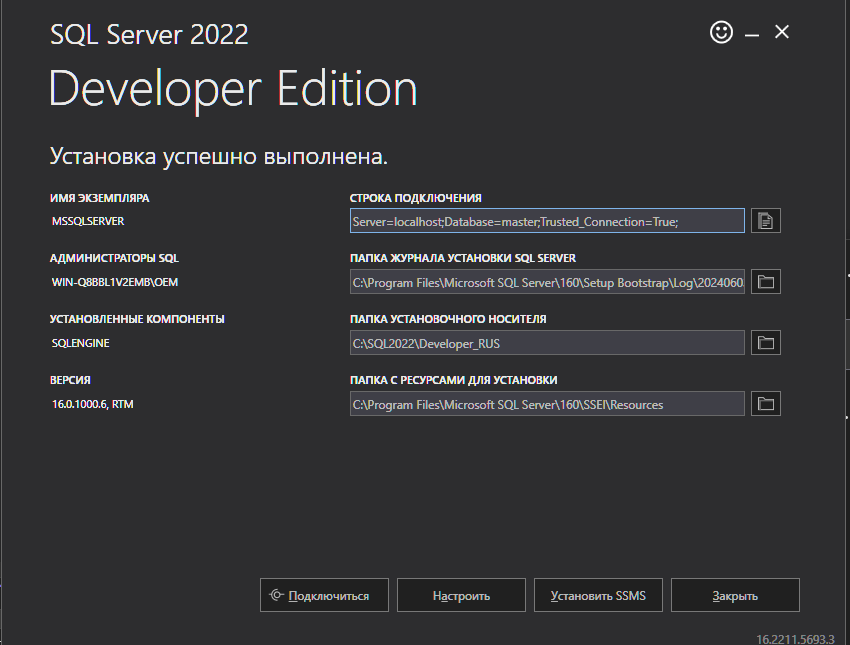 SQL Server 2022
Developer Edition
Установка успешно выполнена.
ИМЯ ЭКЗЕМПЛЯРА
MSSQLSERVER
СТРОКА ПОДКЛЮЧЕНИЯ
Server=localhost;Database=master;Trusted_Connection=True;
АДМИНИСТРАТОРЫ SQL
WIN-Q8BBL1V2EMB\OEM
ПАПКА ЖУРНАЛА УСТАНОВКИ SQL SERVER
C:\Program Files\Microsoft SQL Server\160\Setup Bootstrap\Log\2024060
УСТАНОВЛЕННЫЕ КОМПОНЕНТЫ
SQLENGINE
ПАПКА УСТАНОВОЧНОГО НОСИТЕЛЯ
C:\SQL2022\Developer_RUS
ВЕРСИЯ
16.0.1000.6, RTM
ПАПКА С РЕСУРСАМИ ДЛЯ УСТАНОВКИ
C:\Program Files\Microsoft SQL Server\160\SSEI\Resources
Подключиться
Настроить
Установить SSMS
Закрыть
16.2211.5693.3